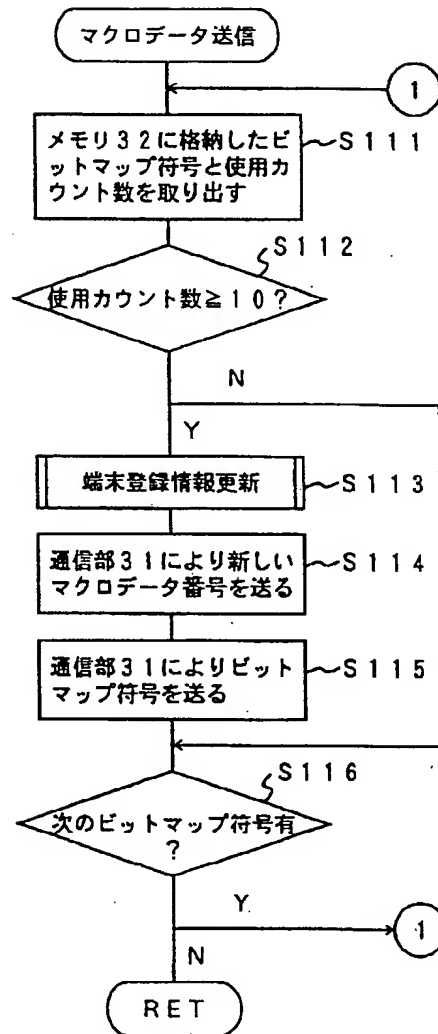 マクロデータ送信
1
メモリ32に格納したビ
ットマップ符号と使用カ
ウント数を取り出す
S111
S112
使用カウント数≧10?
N
Y
端末登録情報更新
S113
通信部31により新しい
マクロデータ番号を送る
S114
通信部31によりビット
マップ符号を送る
S115
S116
次のビットマップ符号有
?
Y
1
N
RET